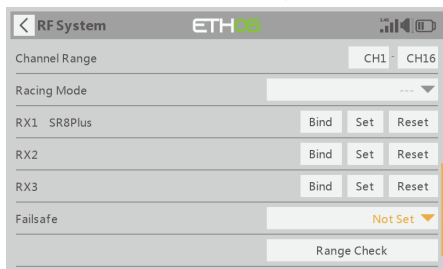 RF System ETHOS
Channel Range CH1 - CH16
Racing Mode ---
RX1 SR8Plus Bind Set Reset
RX2 Bind Set Reset
RX3 Bind Set Reset
Failsafe Not Set
Range Check